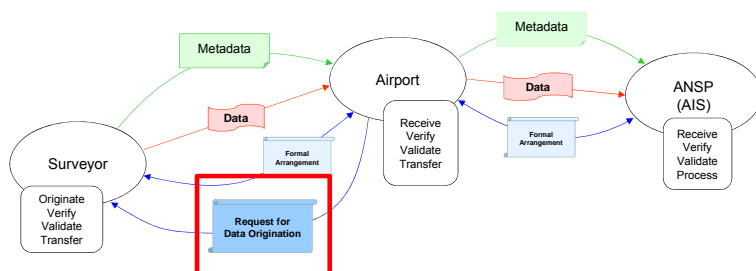 Metadata
Metadata
Airport
Data
Data
ANSP
(AIS)
Receive
Verify
Validate
Transfer
Formal
Arrangement
Receive
Verify
Validate
Process
Formal
Arrangement
Surveyor
Originate
Verify
Validate
Transfer
Request for
Data Origination